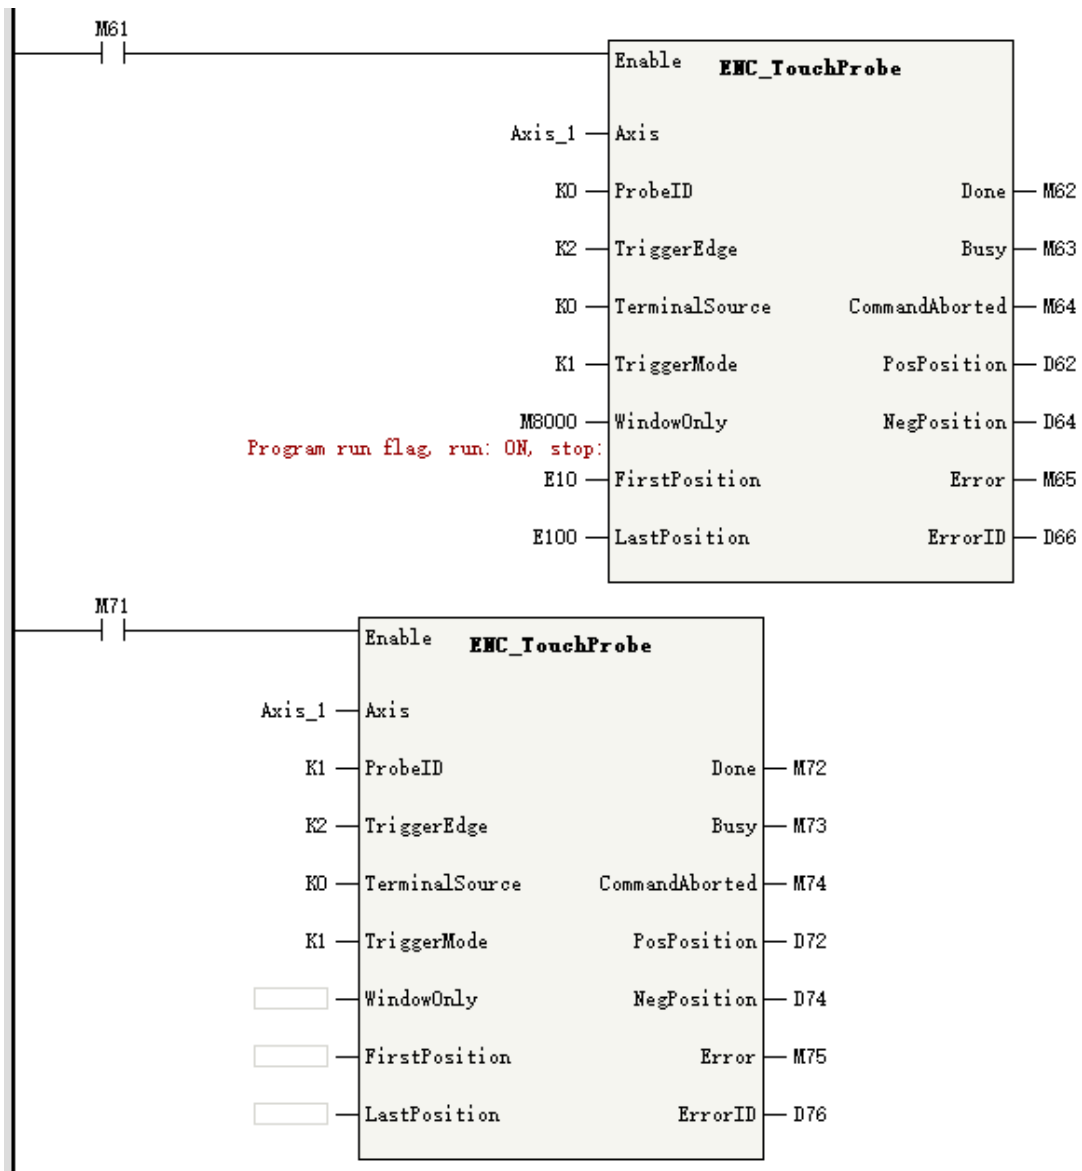 M61
Enable ENC_TouchProbe
Axis_1 Axis
K0 ProbeID Done M62
K2 TriggerEdge Busy M63
K0 TerminalSource CommandAborted M64
K1 TriggerMode PosPosition D62
M8000 WindowOnly NegPosition D64
Program run flag, run: ON, stop:
E10 FirstPosition Error M65
E100 LastPosition ErrorID D66
M71
Enable ENC_TouchProbe
Axis_1 Axis
K1 ProbeID Done M72
K2 TriggerEdge Busy M73
K0 TerminalSource CommandAborted M74
K1 TriggerMode PosPosition D72
WindowOnly NegPosition D74
FirstPosition Error M75
LastPosition ErrorID D76